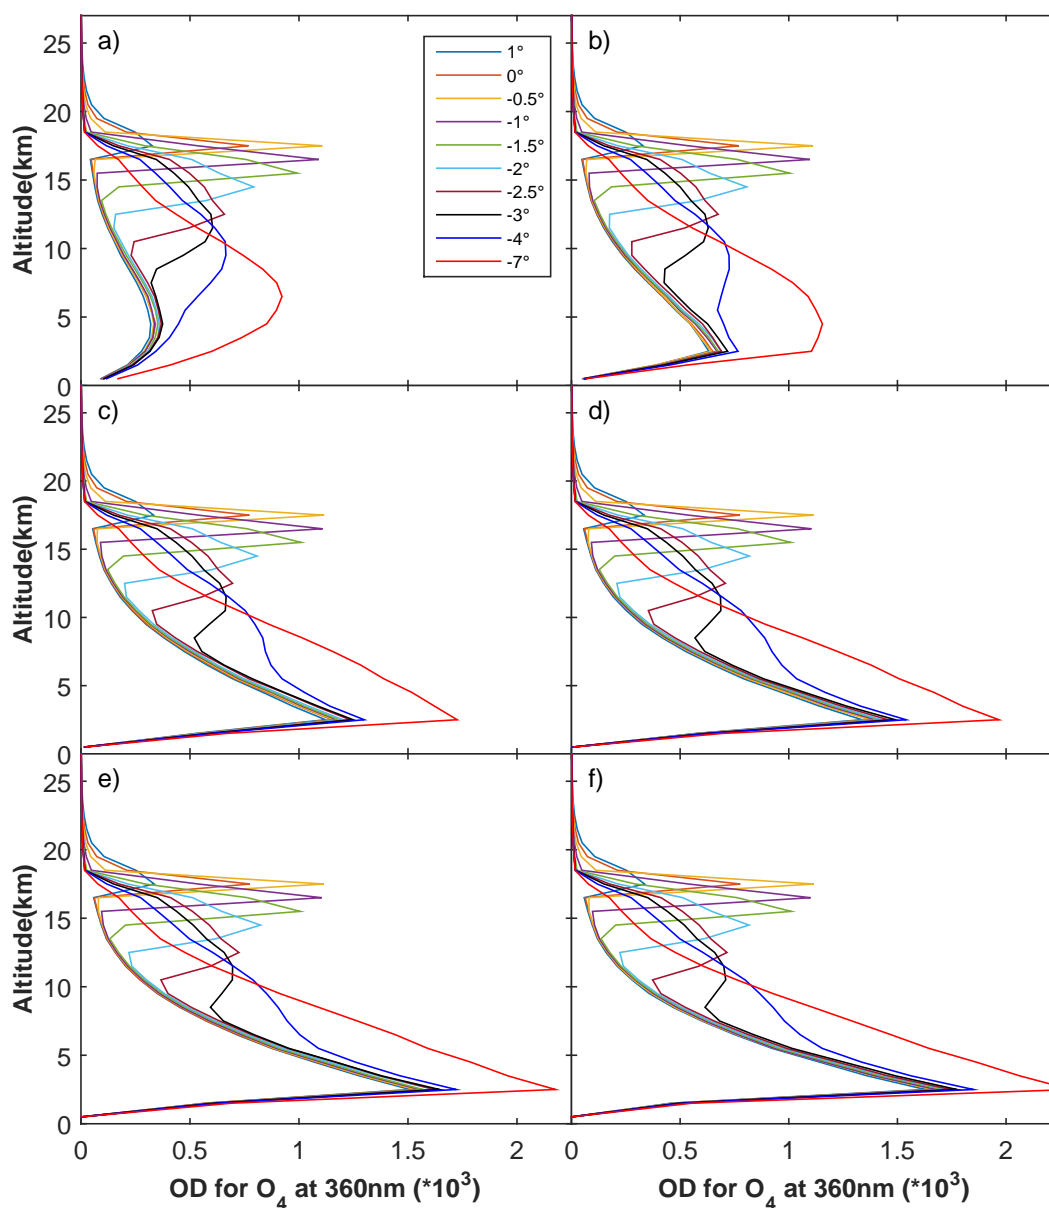 a)
b)
1°
0°
-0.5°
-1°
-1.5°
-2°
-2.5°
-3°
-4°
-7°
25
20
15
10
5
0
Altitude(km)
c)
d)
25
20
15
10
5
0
Altitude(km)
e)
f)
25
20
15
10
5
0
Altitude(km)
0 0.5 1 1.5 2 0 0.5 1 1.5 2
OD for O₄ at 360nm (*10³) OD for O₄ at 360nm (*10³)